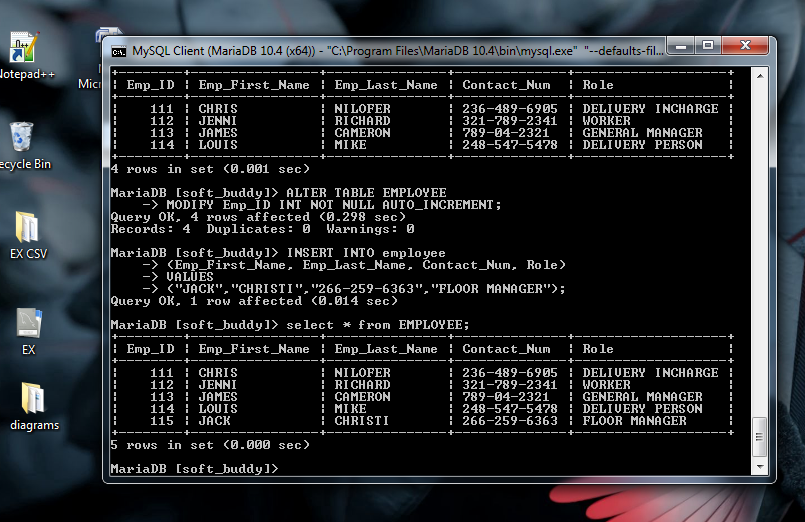 MySQL Client (MariaDB 10.4 (x64)) - "C:\Program Files\MariaDB 10.4\bin\mysql.exe" "--defaults-fil...
Notepad++
Micr
ecycle Bin
EX CSV
EX
diagrams
+--------+----------------+---------------+--------------+-------------------+
¦ Emp_ID ¦ Emp_First_Name ¦ Emp_Last_Name ¦ Contact_Num ¦ Role ¦
+--------+----------------+---------------+--------------+-------------------+
¦ 111 ¦ CHRIS ¦ NILOFER ¦ 236-489-6905 ¦ DELIVERY INCHARGE ¦
¦ 112 ¦ JENNI ¦ RICHARD ¦ 321-789-2341 ¦ WORKER ¦
¦ 113 ¦ JAMES ¦ CAMERON ¦ 789-04-2321 ¦ GENERAL MANAGER ¦
¦ 114 ¦ LOUIS ¦ MIKE ¦ 248-547-5478 ¦ DELIVERY PERSON ¦
+--------+----------------+---------------+--------------+-------------------+
4 rows in set (0.001 sec)
MariaDB [soft_buddy]> ALTER TABLE EMPLOYEE
-> MODIFY Emp_ID INT NOT NULL AUTO_INCREMENT;
Query OK, 4 rows affected (0.298 sec)
Records: 4 Duplicates: 0 Warnings: 0
MariaDB [soft_buddy]> INSERT INTO employee
-> (Emp_First_Name, Emp_Last_Name, Contact_Num, Role)
-> VALUES
-> ("JACK","CHRISTI","266-259-6363","FLOOR MANAGER");
Query OK, 1 row affected (0.014 sec)
MariaDB [soft_buddy]> select * from EMPLOYEE;
+--------+----------------+---------------+--------------+-------------------+
¦ Emp_ID ¦ Emp_First_Name ¦ Emp_Last_Name ¦ Contact_Num ¦ Role ¦
+--------+----------------+---------------+--------------+-------------------+
¦ 111 ¦ CHRIS ¦ NILOFER ¦ 236-489-6905 ¦ DELIVERY INCHARGE ¦
¦ 112 ¦ JENNI ¦ RICHARD ¦ 321-789-2341 ¦ WORKER ¦
¦ 113 ¦ JAMES ¦ CAMERON ¦ 789-04-2321 ¦ GENERAL MANAGER ¦
¦ 114 ¦ LOUIS ¦ MIKE ¦ 248-547-5478 ¦ DELIVERY PERSON ¦
¦ 115 ¦ JACK ¦ CHRISTI ¦ 266-259-6363 ¦ FLOOR MANAGER ¦
+--------+----------------+---------------+--------------+-------------------+
5 rows in set (0.000 sec)
MariaDB [soft_buddy]>